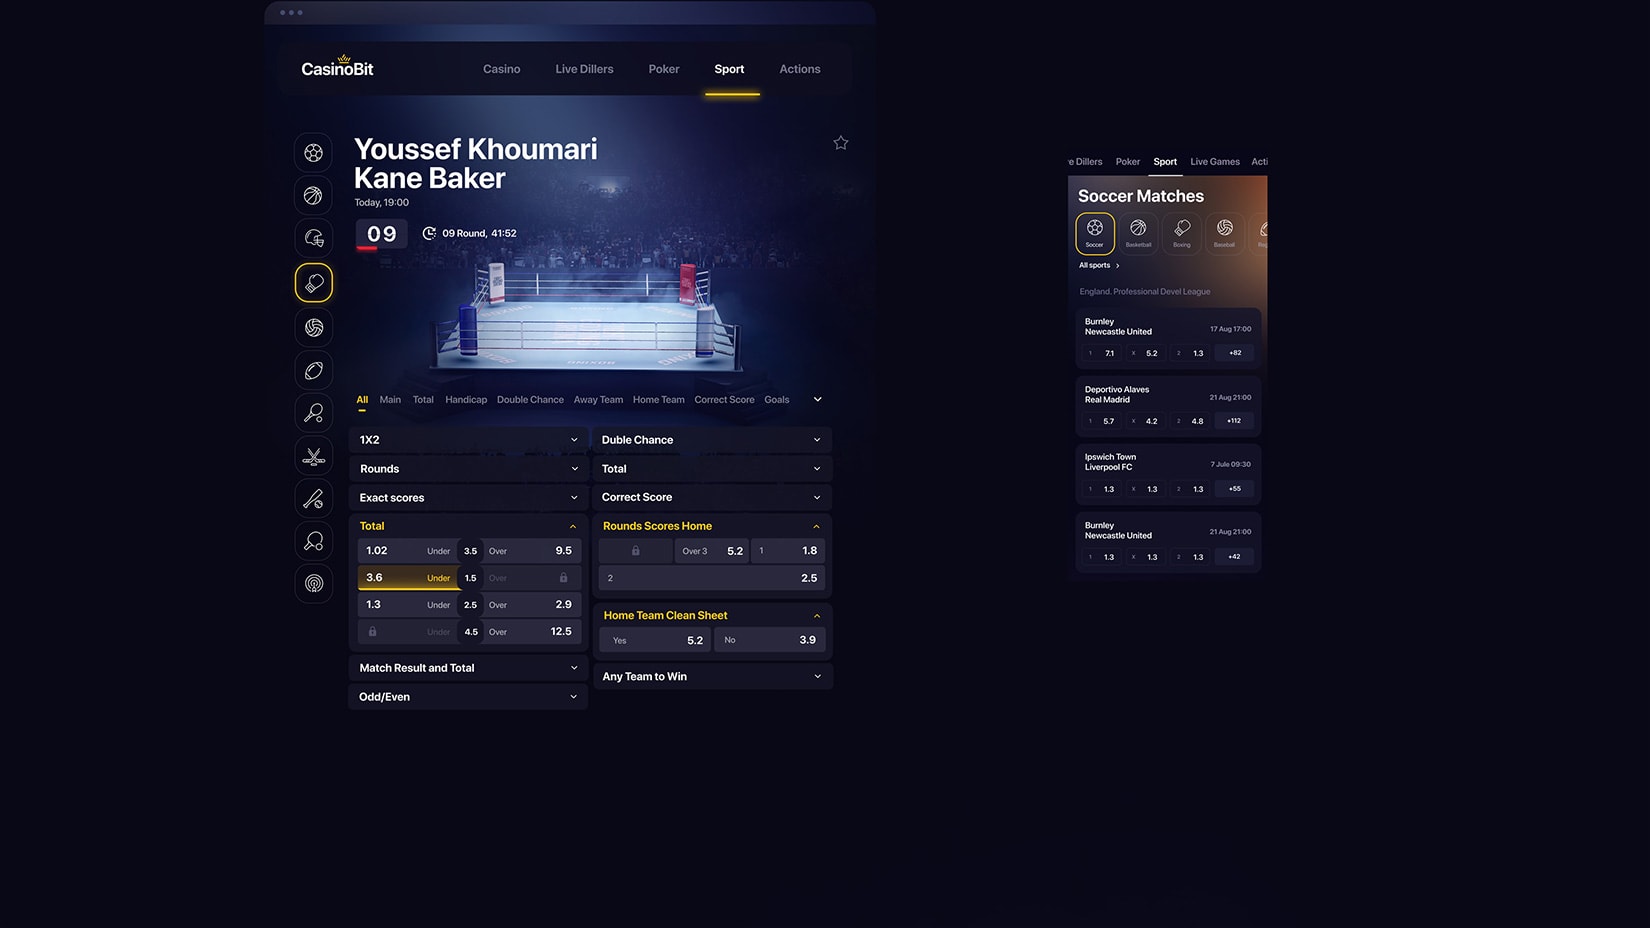 CasinoBit
Casino
Live Dillers
Poker
Sport
Actions
Youssef Khoumari
Kane Baker
Today, 19:00
09
09 Round, 41:52
All
Main
Total
Handicap
Double Chance
Away Team
Home Team
Correct Score
Goals
1X2
Rounds
Exact scores
Total
1.02 Under 3.5 Over 9.5
3.6 Under 1.5 Over
1.3 Under 2.5 Over 2.9
Under 4.5 Over 12.5
Match Result and Total
Odd/Even
Duble Chance
Total
Correct Score
Rounds Scores Home
Over 3 5.2 1 1.8
2 2.5
Home Team Clean Sheet
Yes 5.2 No 3.9
Any Team to Win
e Dillers
Poker
Sport
Live Games
Acti
Soccer Matches
Soccer
Basketball
Boxing
Baseball
All sports
England. Professional Devel League
Burnley
Newcastle United
17 Aug 17:00
1 7.1 X 5.2 2 1.3 +82
Deportivo Alaves
Real Madrid
21 Aug 21:00
1 5.7 X 4.2 2 4.8 +112
Ipswich Town
Liverpool FC
7 Jule 09:30
1 1.3 X 1.3 2 1.3 +55
Burnley
Newcastle United
21 Aug 21:00
1 1.3 X 1.3 2 1.3 +42